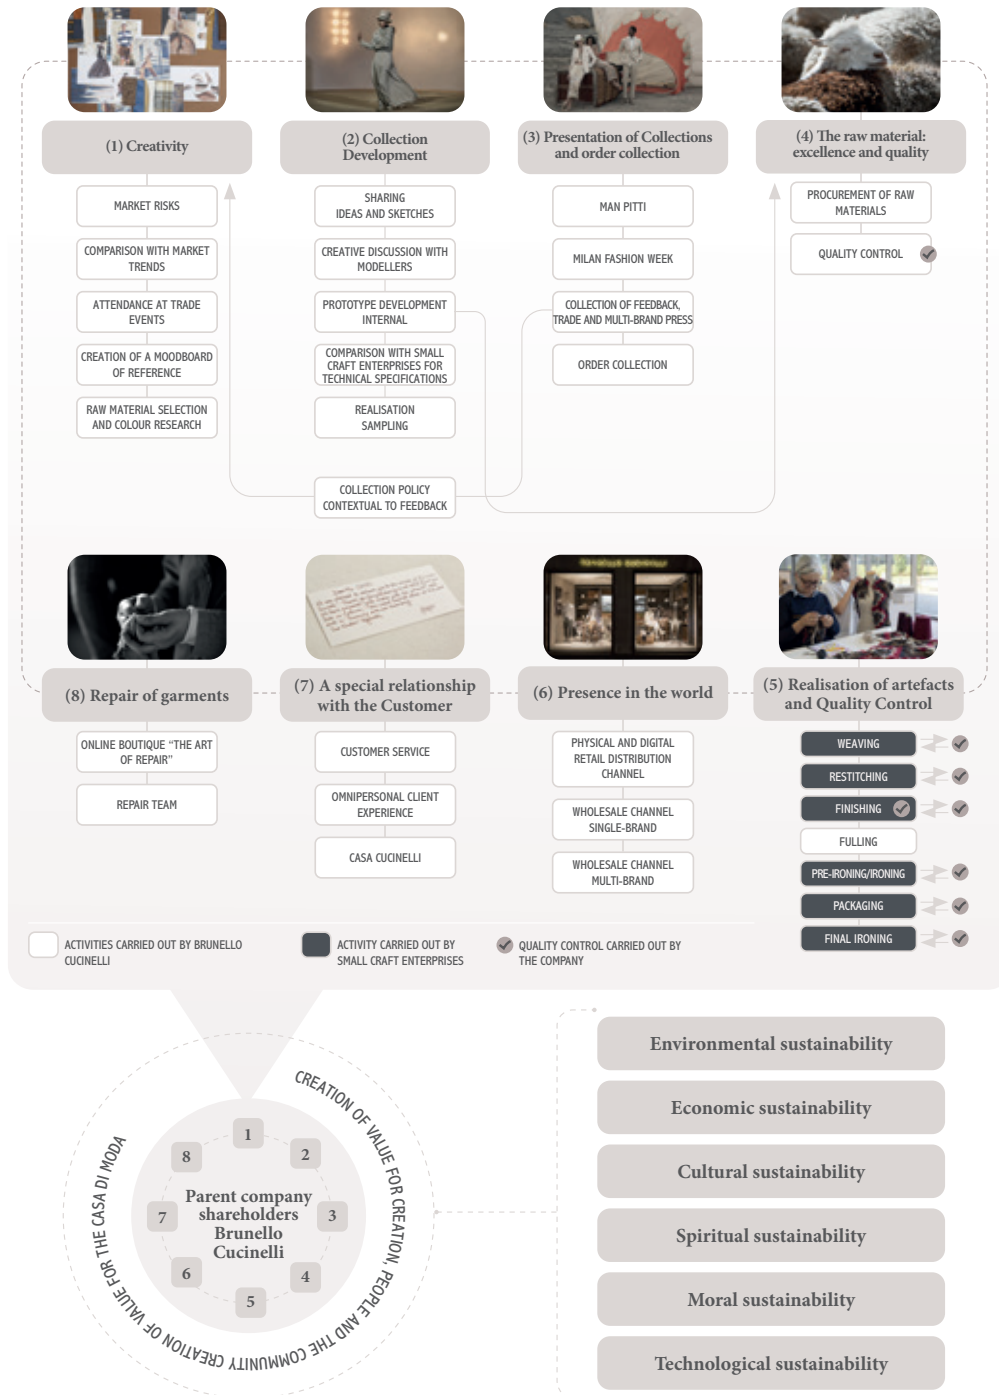 (1) Creativity
MARKET RISKS
COMPARISON WITH MARKET
TRENDS
ATTENDANCE AT TRADE
EVENTS
CREATION OF A MOODBOARD
OF REFERENCE
RAW MATERIAL SELECTION
AND COLOUR RESEARCH
(2) Collection
Development
SHARING
IDEAS AND SKETCHES
CREATIVE DISCUSSION WITH
MODELLERS
PROTOTYPE DEVELOPMENT
INTERNAL
COMPARISON WITH SMALL
CRAFT ENTERPRISES FOR
TECHNICAL SPECIFICATIONS
REALISATION
SAMPLING
COLLECTION POLICY
CONTEXTUAL TO FEEDBACK
(3) Presentation of Collections
and order collection
MAN PITTI
MILAN FASHION WEEK
COLLECTION OF FEEDBACK,
TRADE AND MULTI-BRAND PRESS
ORDER COLLECTION
(4) The raw material:
excellence and quality
PROCUREMENT OF RAW
MATERIALS
QUALITY CONTROL
(8) Repair of garments
ONLINE BOUTIQUE “THE ART
OF REPAIR”
REPAIR TEAM
(7) A special relationship
with the Customer
CUSTOMER SERVICE
OMNIPERSONAL CLIENT
EXPERIENCE
CASA CUCINELLI
(6) Presence in the world
PHYSICAL AND DIGITAL
RETAIL DISTRIBUTION
CHANNEL
WHOLESALE CHANNEL
SINGLE-BRAND
WHOLESALE CHANNEL
MULTI-BRAND
(5) Realisation of artefacts
and Quality Control
WEAVING
RESTITCHING
FINISHING
FULLING
PRE-IRONING/IRONING
PACKAGING
FINAL IRONING
ACTIVITIES CARRIED OUT BY BRUNELLO
CUCINELLI
ACTIVITY CARRIED OUT BY
SMALL CRAFT ENTERPRISES
QUALITY CONTROL CARRIED OUT BY
THE COMPANY
CREATION OF VALUE FOR CREATION, PEOPLE AND THE COMMUNITY
CREATION OF VALUE FOR THE CASA DI MODA
1
2
3
4
5
6
7
8
Parent company
shareholders
Brunello
Cucinelli
Environmental sustainability
Economic sustainability
Cultural sustainability
Spiritual sustainability
Moral sustainability
Technological sustainability